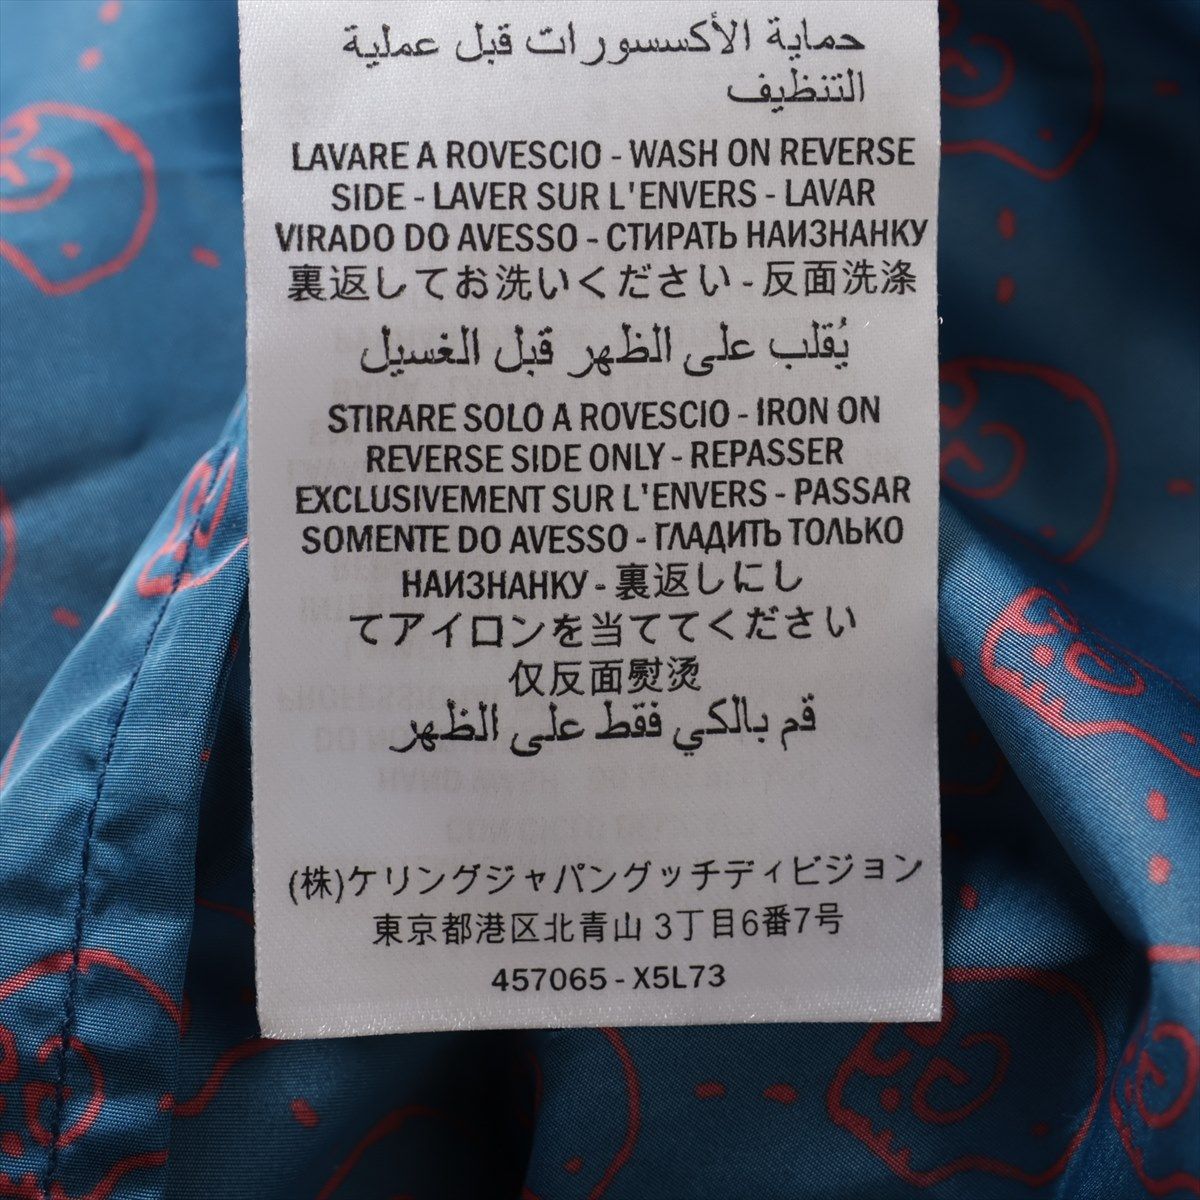 حماية الأكسسورات قبل عملية
التنظيف
LAVARE A ROVESCIO - WASH ON REVERSE
SIDE - LAVER SUR L'ENVERS - LAVAR
VIRADO DO AVESSO - СТИРАТЬ НАИЗНАНКУ
裏返してお洗いください - 反面洗涤
يُقلب على الظهر قبل الغسيل
STIRARE SOLO A ROVESCIO - IRON ON
REVERSE SIDE ONLY - REPASSER
EXCLUSIVEMENT SUR L'ENVERS - PASSAR
SOMENTE DO AVESSO - ГЛАДИТЬ ТОЛЬКО
НАИЗНАНКУ - 裏返しにし
てアイロンを当ててください
仅反面熨烫
قم بالكي فقط على الظهر
(株)ケリングジャパングッチディビジョン
東京都港区北青山 3丁目6番7号
457065 - X5L73